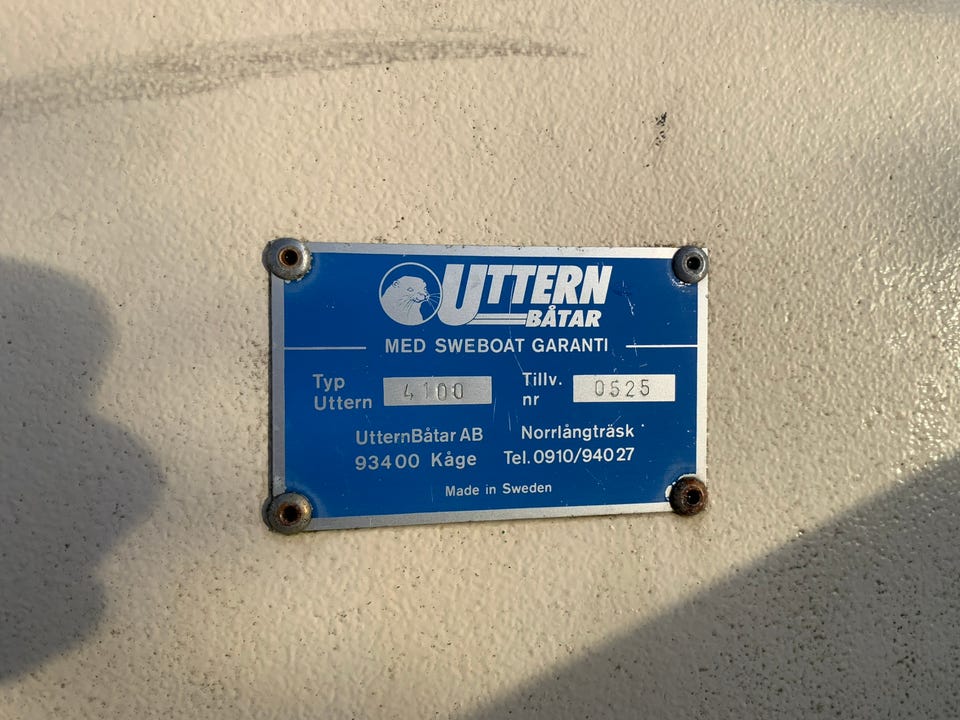 UTTERN
BÅTAR
MED SWEBOAT GARANTI
Typ Uttern 4100
Tillv. nr 0525
UtternBåtar AB Norrlångträsk
93400 Kåge Tel. 0910/94027
Made in Sweden